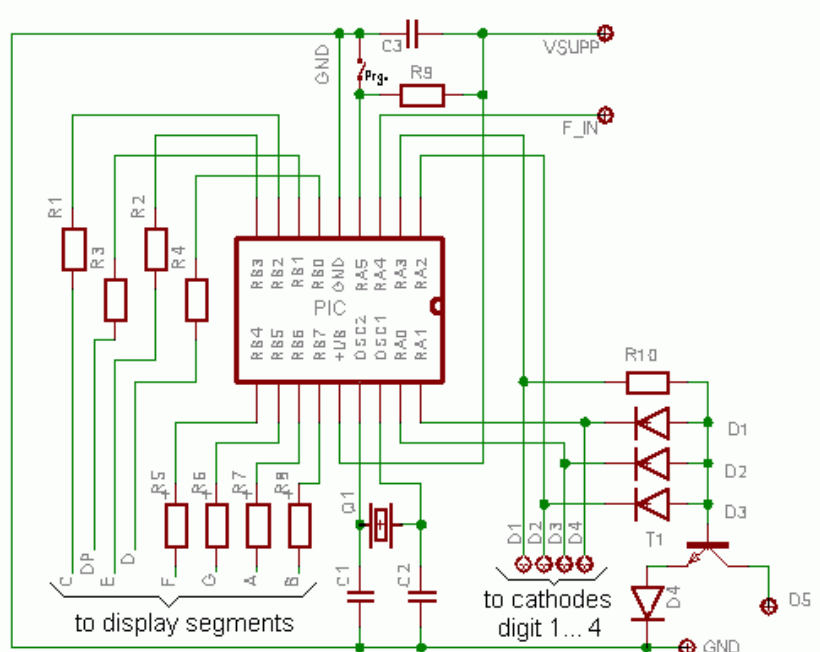 C3
VSUPP
GND
Prg.
R9
F_IN
R1
R2
R3
R4
RB3 RB2 RB1 RB0 GND RA5 RA4 RA3 RA2
PIC
RB4 RB5 RB6 RB7 +UB OSC2 OSC1 RA0 RA1
R10
D1
D2
D3
R5 R6 R7 R8
Q1
D1 D2 D3 D4
T1
C DP E D F G A B
C1
C2
D4
D5
to display segments
to cathodes
digit 1... 4
GND